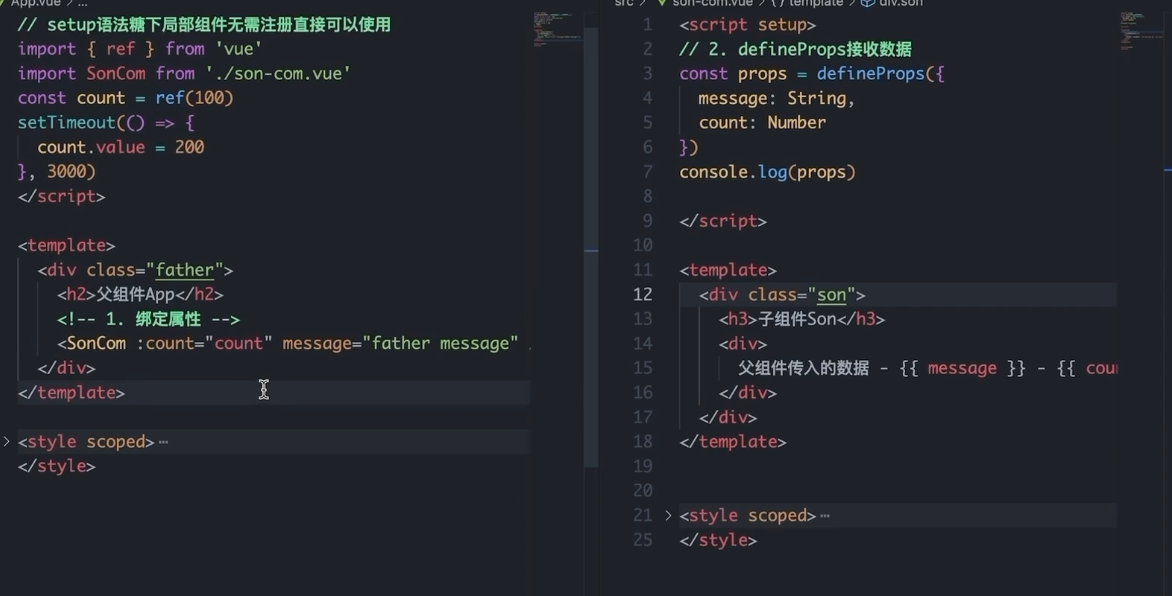 App.vue / ...
// setup语法糖下局部组件无需注册直接可以使用
import { ref } from 'vue'
import SonCom from './son-com.vue'
const count = ref(100)
setTimeout(() => {
count.value = 200
}, 3000)
</script>
<template>
<div class="father">
<h2>父组件App</h2>
<!-- 1. 绑定属性 -->
<SonCom :count="count" message="father message"
</div>
</template>
<style scoped>
</style>
src / son-com.vue / {} template / div.son
1 <script setup>
2 // 2. defineProps接收数据
3 const props = defineProps({
4 message: String,
5 count: Number
6 })
7 console.log(props)
8
9 </script>
10
11 <template>
12 <div class="son">
13 <h3>子组件Son</h3>
14 <div>
15 父组件传入的数据 - {{ message }} - {{ cou
16 </div>
17 </div>
18 </template>
19
20
21 <style scoped>
25 </style>